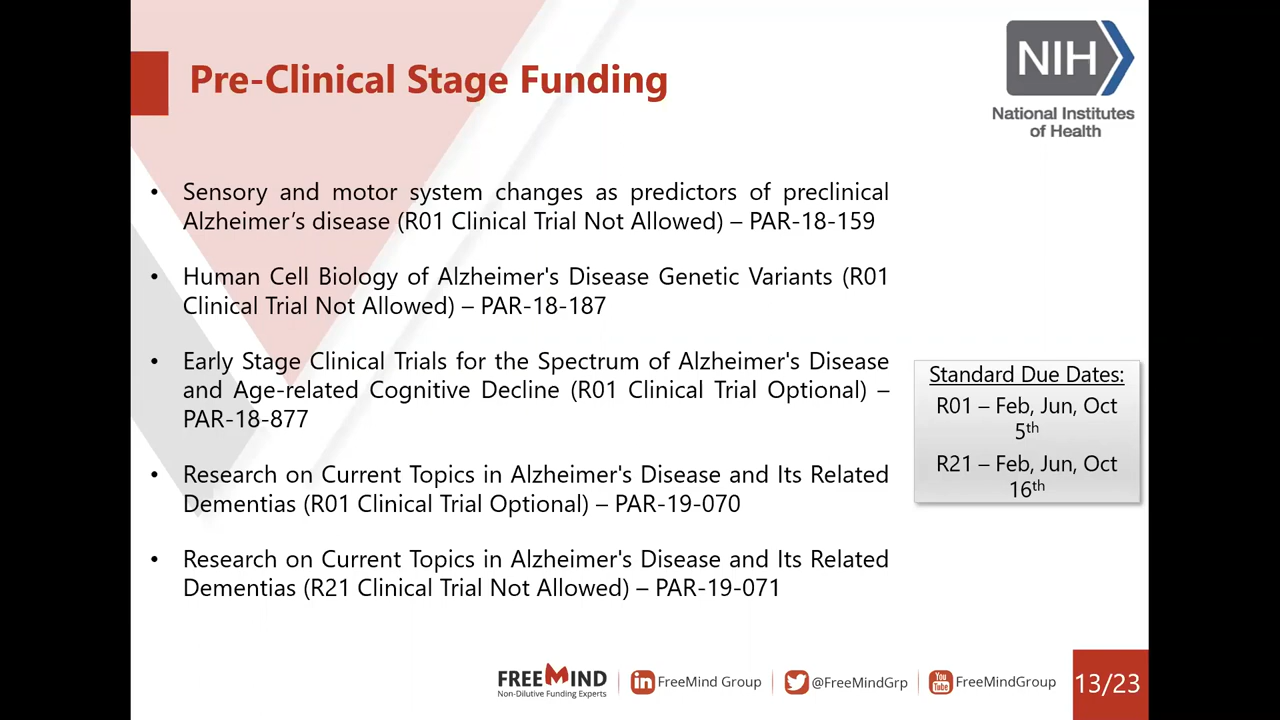 Pre-Clinical Stage Funding
NIH
National Institutes
of Health
• Sensory and motor system changes as predictors of preclinical
Alzheimer’s disease (R01 Clinical Trial Not Allowed) – PAR-18-159
• Human Cell Biology of Alzheimer's Disease Genetic Variants (R01
Clinical Trial Not Allowed) – PAR-18-187
• Early Stage Clinical Trials for the Spectrum of Alzheimer's Disease
and Age-related Cognitive Decline (R01 Clinical Trial Optional) –
PAR-18-877
• Research on Current Topics in Alzheimer's Disease and Its Related
Dementias (R01 Clinical Trial Optional) – PAR-19-070
• Research on Current Topics in Alzheimer's Disease and Its Related
Dementias (R21 Clinical Trial Not Allowed) – PAR-19-071
Standard Due Dates:
R01 – Feb, Jun, Oct
5th
R21 – Feb, Jun, Oct
16th
FREEMIND
Non-Dilutive Funding Experts
in FreeMind Group
@FreeMindGrp
You Tube FreeMindGroup
13/23